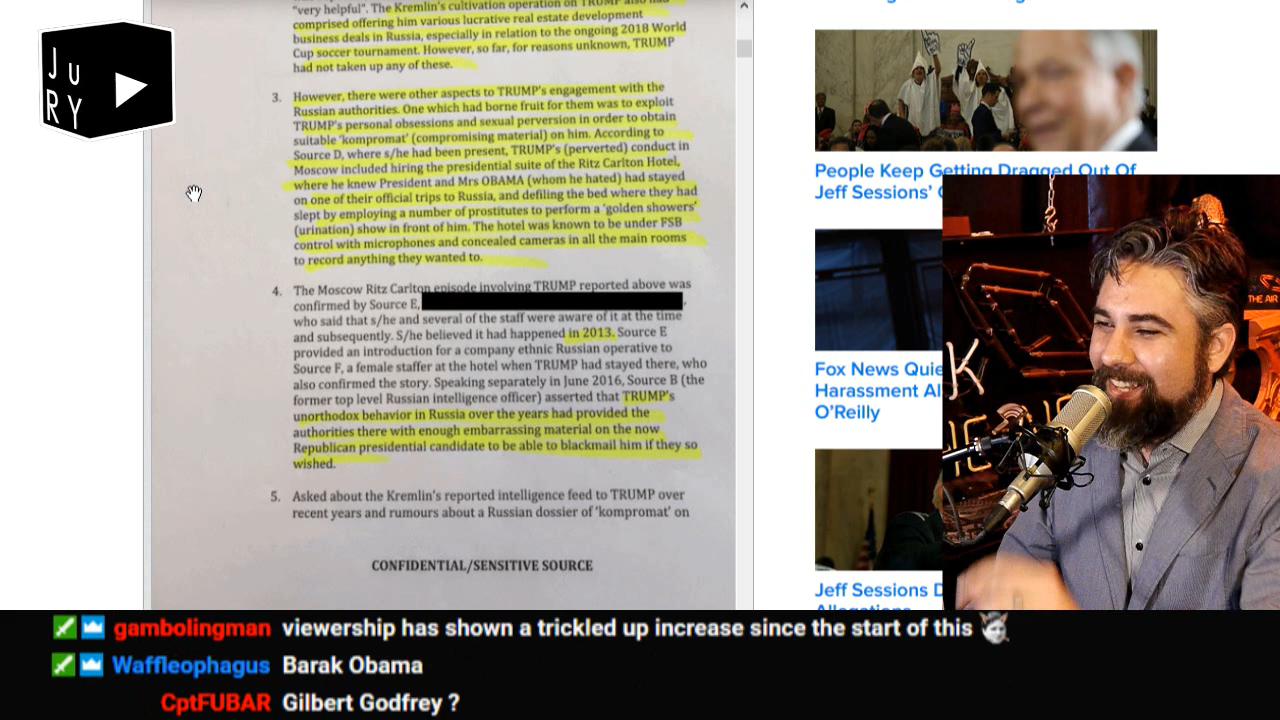 JURY
"very helpful". The Kremlin's cultivation operation on TRUMP also had
comprised offering him various lucrative real estate development
business deals in Russia, especially in relation to the ongoing 2018 World
Cup soccer tournament. However, so far, for reasons unknown, TRUMP
had not taken up any of these.
3. However, there were other aspects to TRUMP's engagement with the
Russian authorities. One which had borne fruit for them was to exploit
TRUMP's personal obsessions and sexual perversion in order to obtain
suitable 'kompromat' (compromising material) on him. According to
Source D, where s/he had been present, TRUMP's (perverted) conduct in
Moscow included hiring the presidential suite of the Ritz Carlton Hotel,
where he knew President and Mrs OBAMA (whom he hated) had stayed
on one of their official trips to Russia, and defiling the bed where they had
slept by employing a number of prostitutes to perform a 'golden showers'
(urination) show in front of him. The hotel was known to be under FSB
control with microphones and concealed cameras in all the main rooms
to record anything they wanted to.
4. The Moscow Ritz Carlton episode involving TRUMP reported above was
confirmed by Source E, ,
who said that s/he and several of the staff were aware of it at the time
and subsequently. S/he believed it had happened in 2013. Source E
provided an introduction for a company ethnic Russian operative to
Source F, a female staffer at the hotel when TRUMP had stayed there, who
also confirmed the story. Speaking separately in June 2016, Source B (the
former top level Russian intelligence officer) asserted that TRUMP's
unorthodox behavior in Russia over the years had provided the
authorities there with enough embarrassing material on the now
Republican presidential candidate to be able to blackmail him if they so
wished.
5. Asked about the Kremlin's reported intelligence feed to TRUMP over
recent years and rumours about a Russian dossier of 'kompromat' on
CONFIDENTIAL/SENSITIVE SOURCE
People Keep Getting Dragged Out Of
Jeff Sessions'
Fox News
Harassment
O'Reilly
Jeff Sessions
THE AIR
gambolingman viewership has shown a trickled up increase since the start of this
Waffleophagus Barak Obama
CptFUBAR Gilbert Godfrey ?